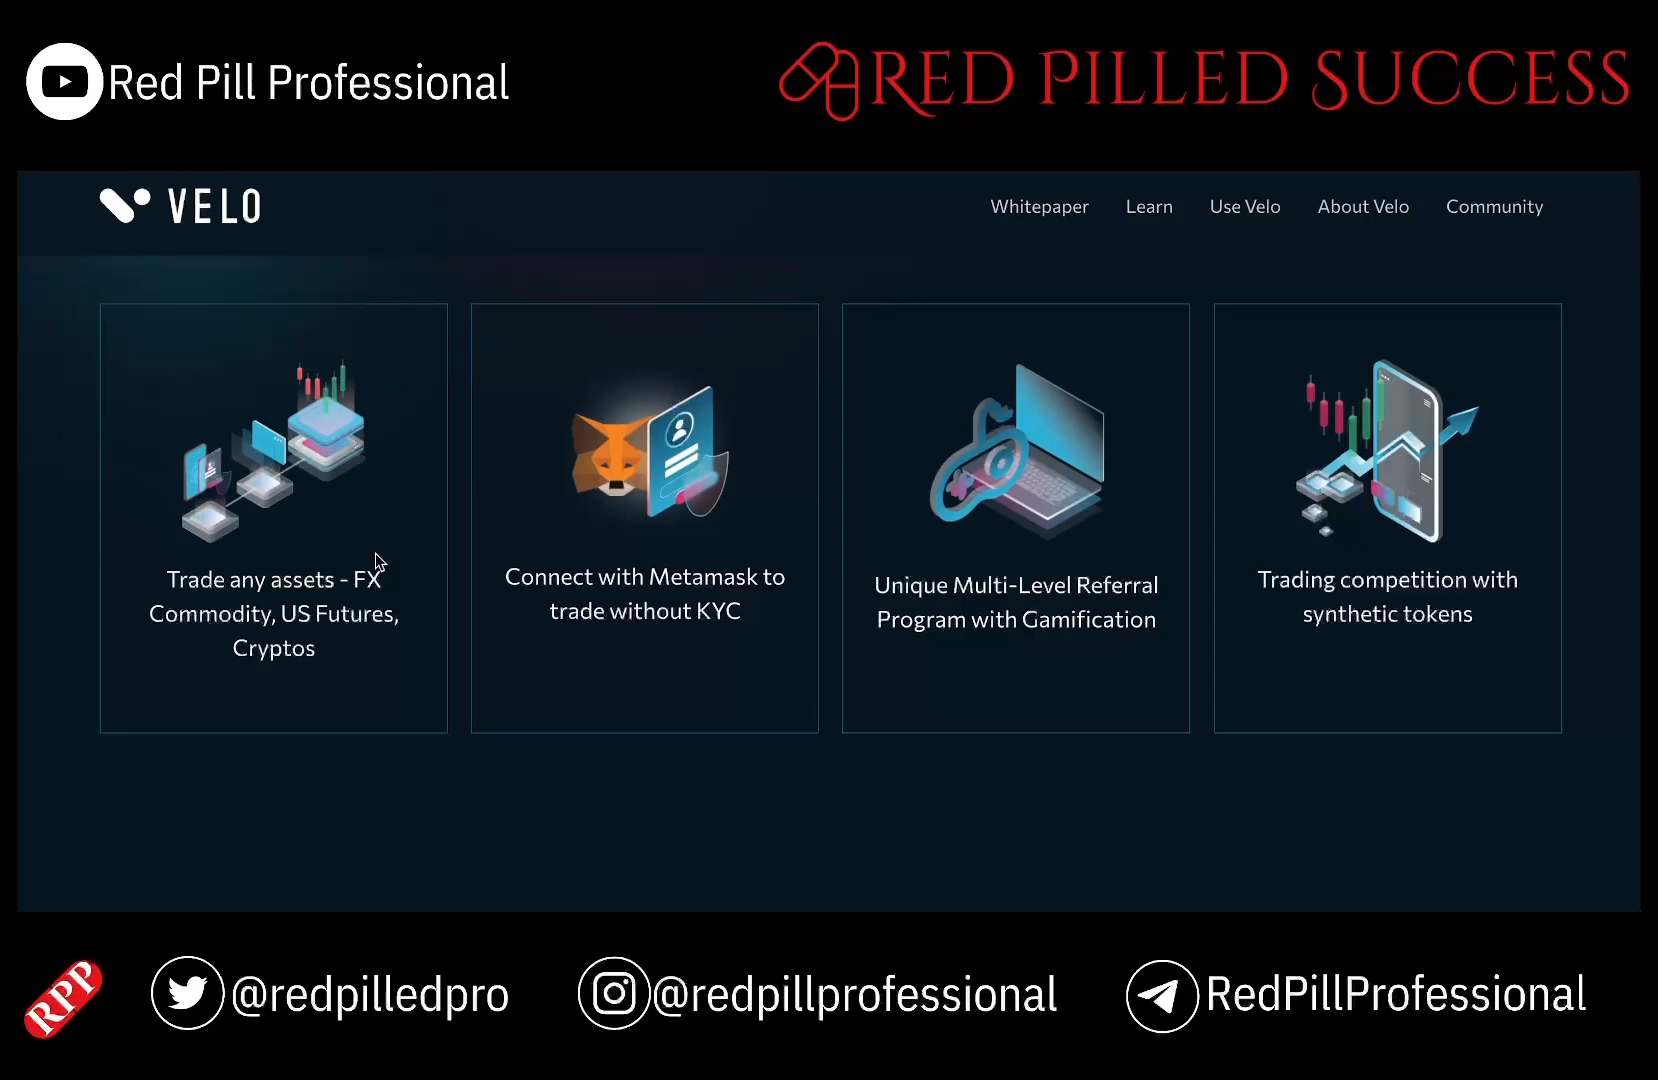 Red Pill Professional
RED PILLED SUCCESS
VELO
Whitepaper
Learn
Use Velo
About Velo
Community
Trade any assets - FX
Commodity, US Futures,
Cryptos
Connect with Metamask to
trade without KYC
Unique Multi-Level Referral
Program with Gamification
Trading competition with
synthetic tokens
RPP
@redpilledpro
@redpillprofessional
RedPillProfessional